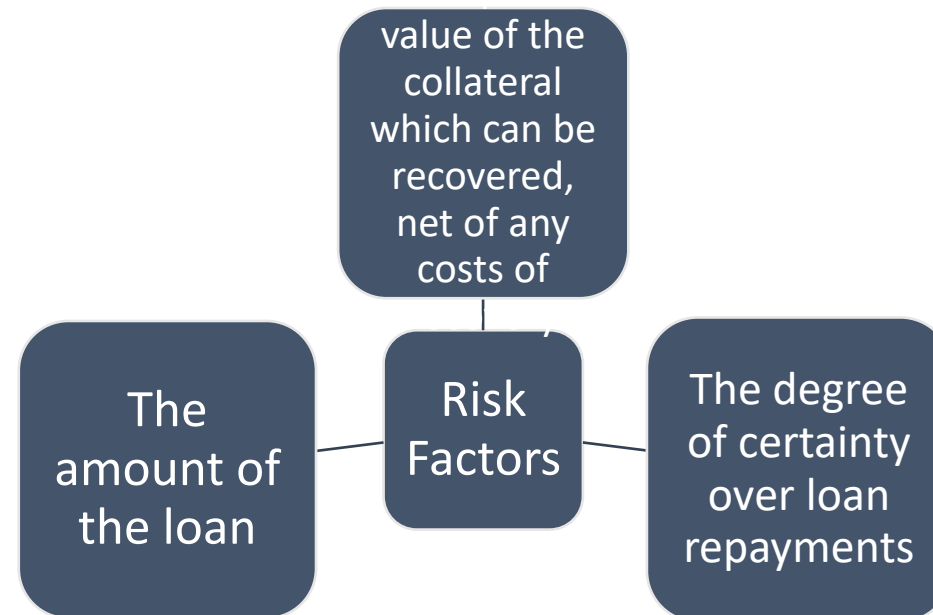 value of the
collateral
which can be
recovered,
net of any
costs of
The
amount of
the loan
Risk
Factors
The degree
of certainty
over loan
repayments